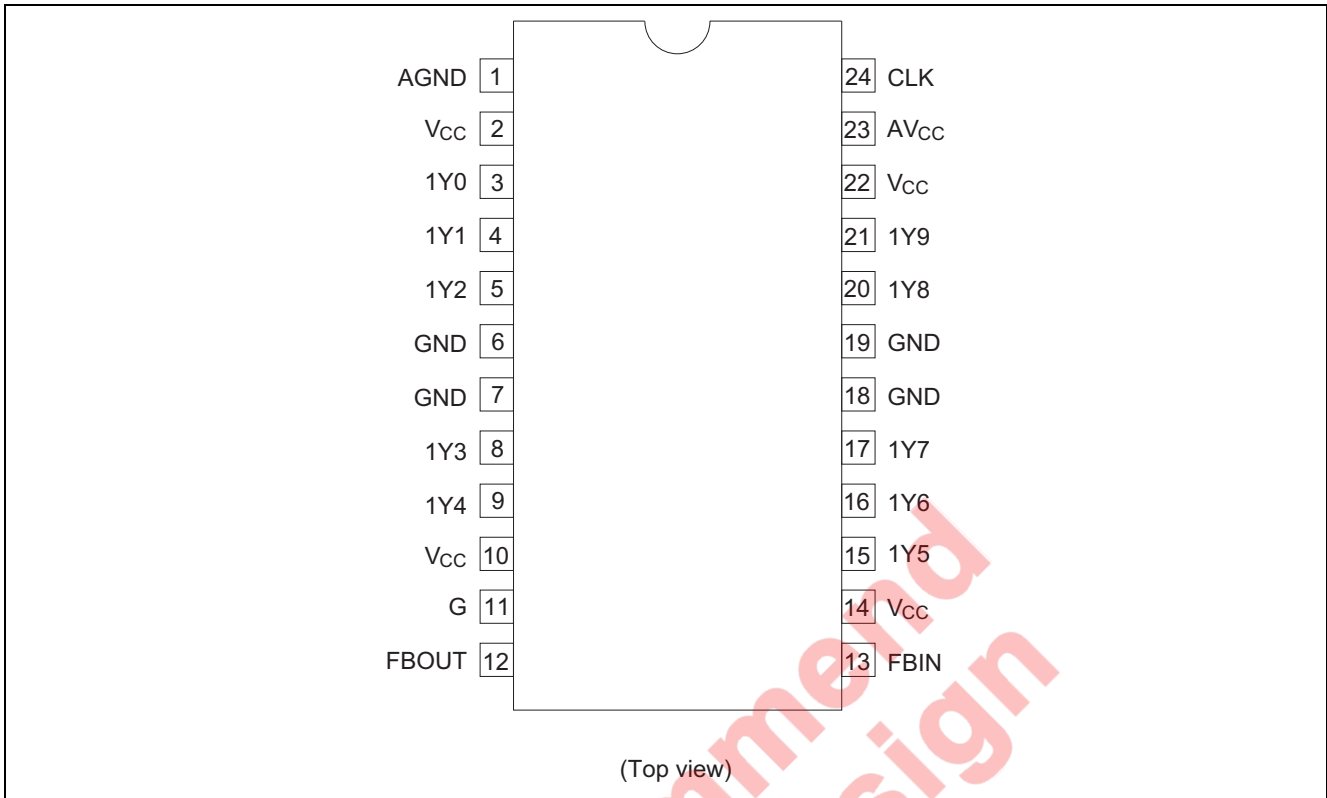 AGND 1
VCC 2
1Y0 3
1Y1 4
1Y2 5
GND 6
GND 7
1Y3 8
1Y4 9
VCC 10
G 11
FBOUT 12
24 CLK
23 AVCC
22 VCC
21 1Y9
20 1Y8
19 GND
18 GND
17 1Y7
16 1Y6
15 1Y5
14 VCC
13 FBIN
(Top view)